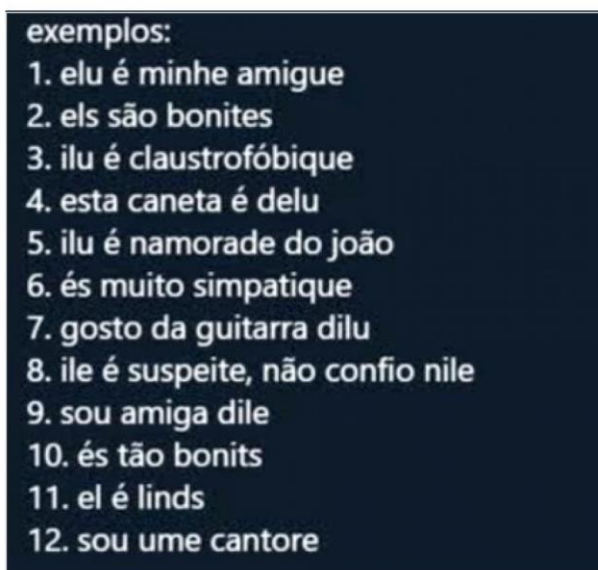 exemplos:
1. elu é minhe amigue
2. els são bonites
3. ilu é claustrofóbique
4. esta caneta é delu
5. ilu é namorade do joão
6. és muito simpatique
7. gosto da guitarra dilu
8. ile é suspeite, não confio nile
9. sou amiga dile
10. és tão bonits
11. el é linds
12. sou ume cantore